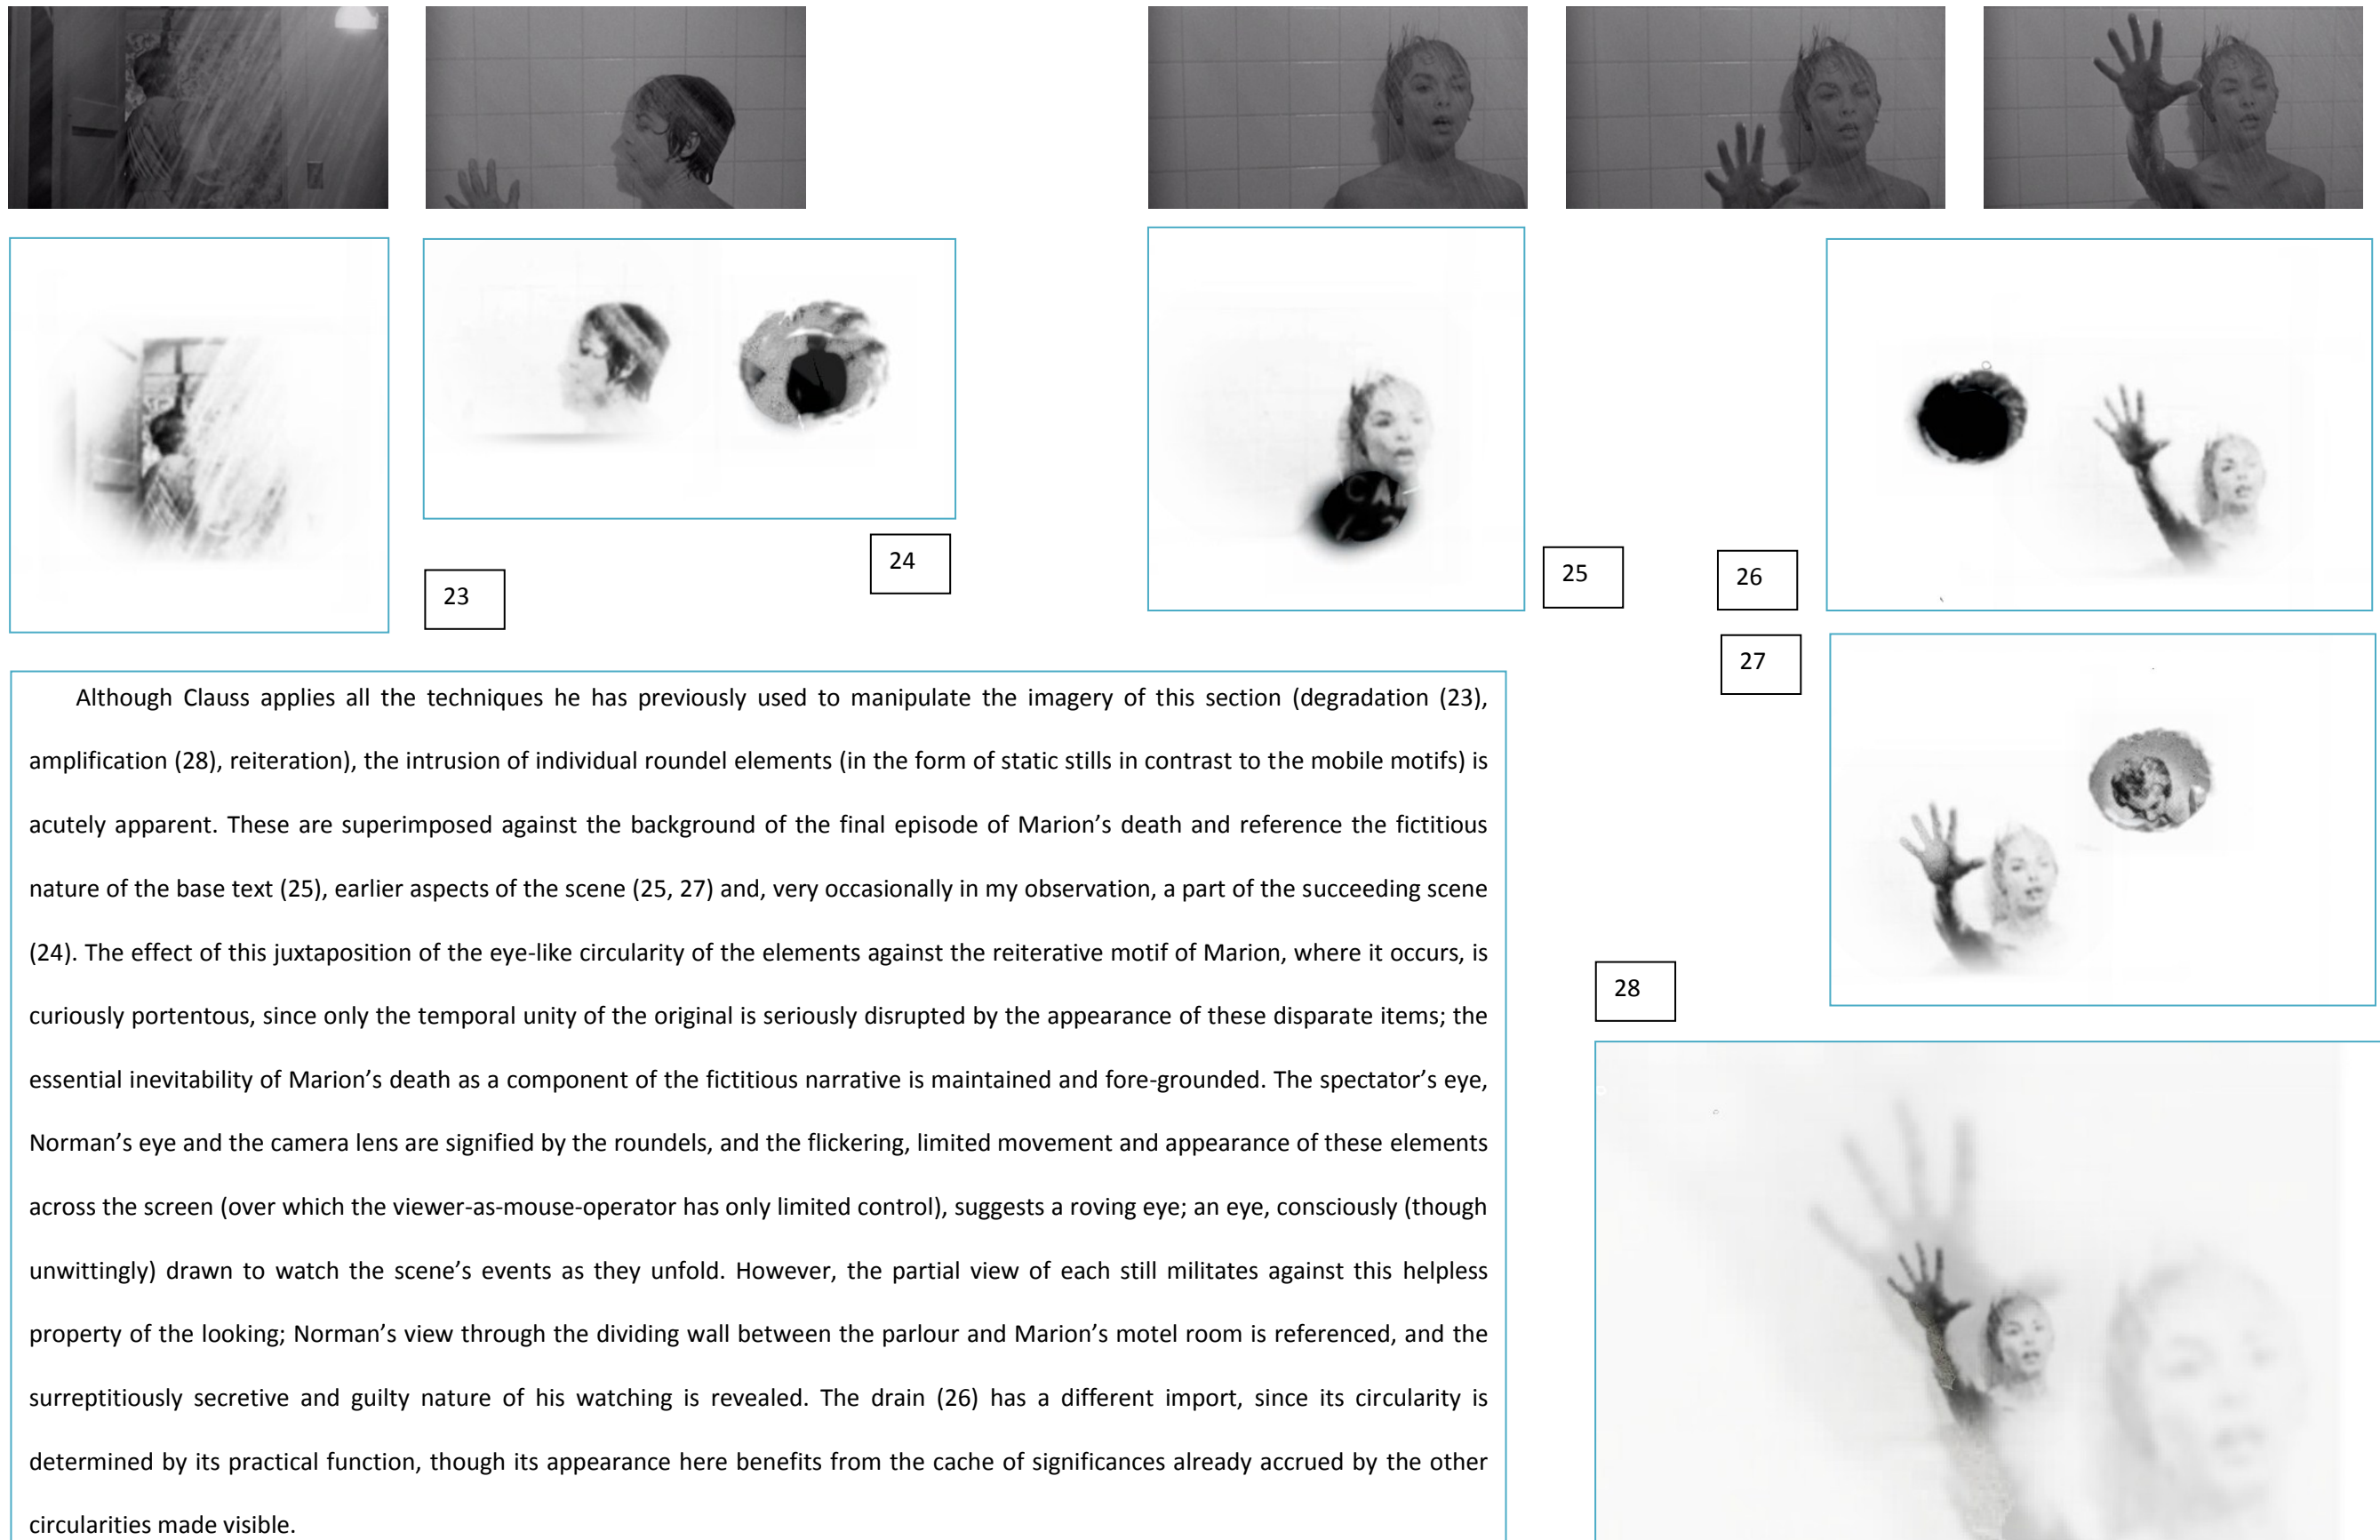 CA
24
25
26
23
27
Although Clauss applies all the techniques he has previously used to manipulate the imagery of this section (degradation (23),
amplification (28), reiteration), the intrusion of individual roundel elements (in the form of static stills in contrast to the mobile motifs) is
acutely apparent. These are superimposed against the background of the final episode of Marion’s death and reference the fictitious
nature of the base text (25), earlier aspects of the scene (25, 27) and, very occasionally in my observation, a part of the succeeding scene
(24). The effect of this juxtaposition of the eye-like circularity of the elements against the reiterative motif of Marion, where it occurs, is
curiously portentous, since only the temporal unity of the original is seriously disrupted by the appearance of these disparate items; the
essential inevitability of Marion’s death as a component of the fictitious narrative is maintained and fore-grounded. The spectator’s eye,
Norman’s eye and the camera lens are signified by the roundels, and the flickering, limited movement and appearance of these elements
across the screen (over which the viewer-as-mouse-operator has only limited control), suggests a roving eye; an eye, consciously (though
unwittingly) drawn to watch the scene’s events as they unfold. However, the partial view of each still militates against this helpless
property of the looking; Norman’s view through the dividing wall between the parlour and Marion’s motel room is referenced, and the
surreptitiously secretive and guilty nature of his watching is revealed. The drain (26) has a different import, since its circularity is
determined by its practical function, though its appearance here benefits from the cache of significances already accrued by the other
circularities made visible.
28